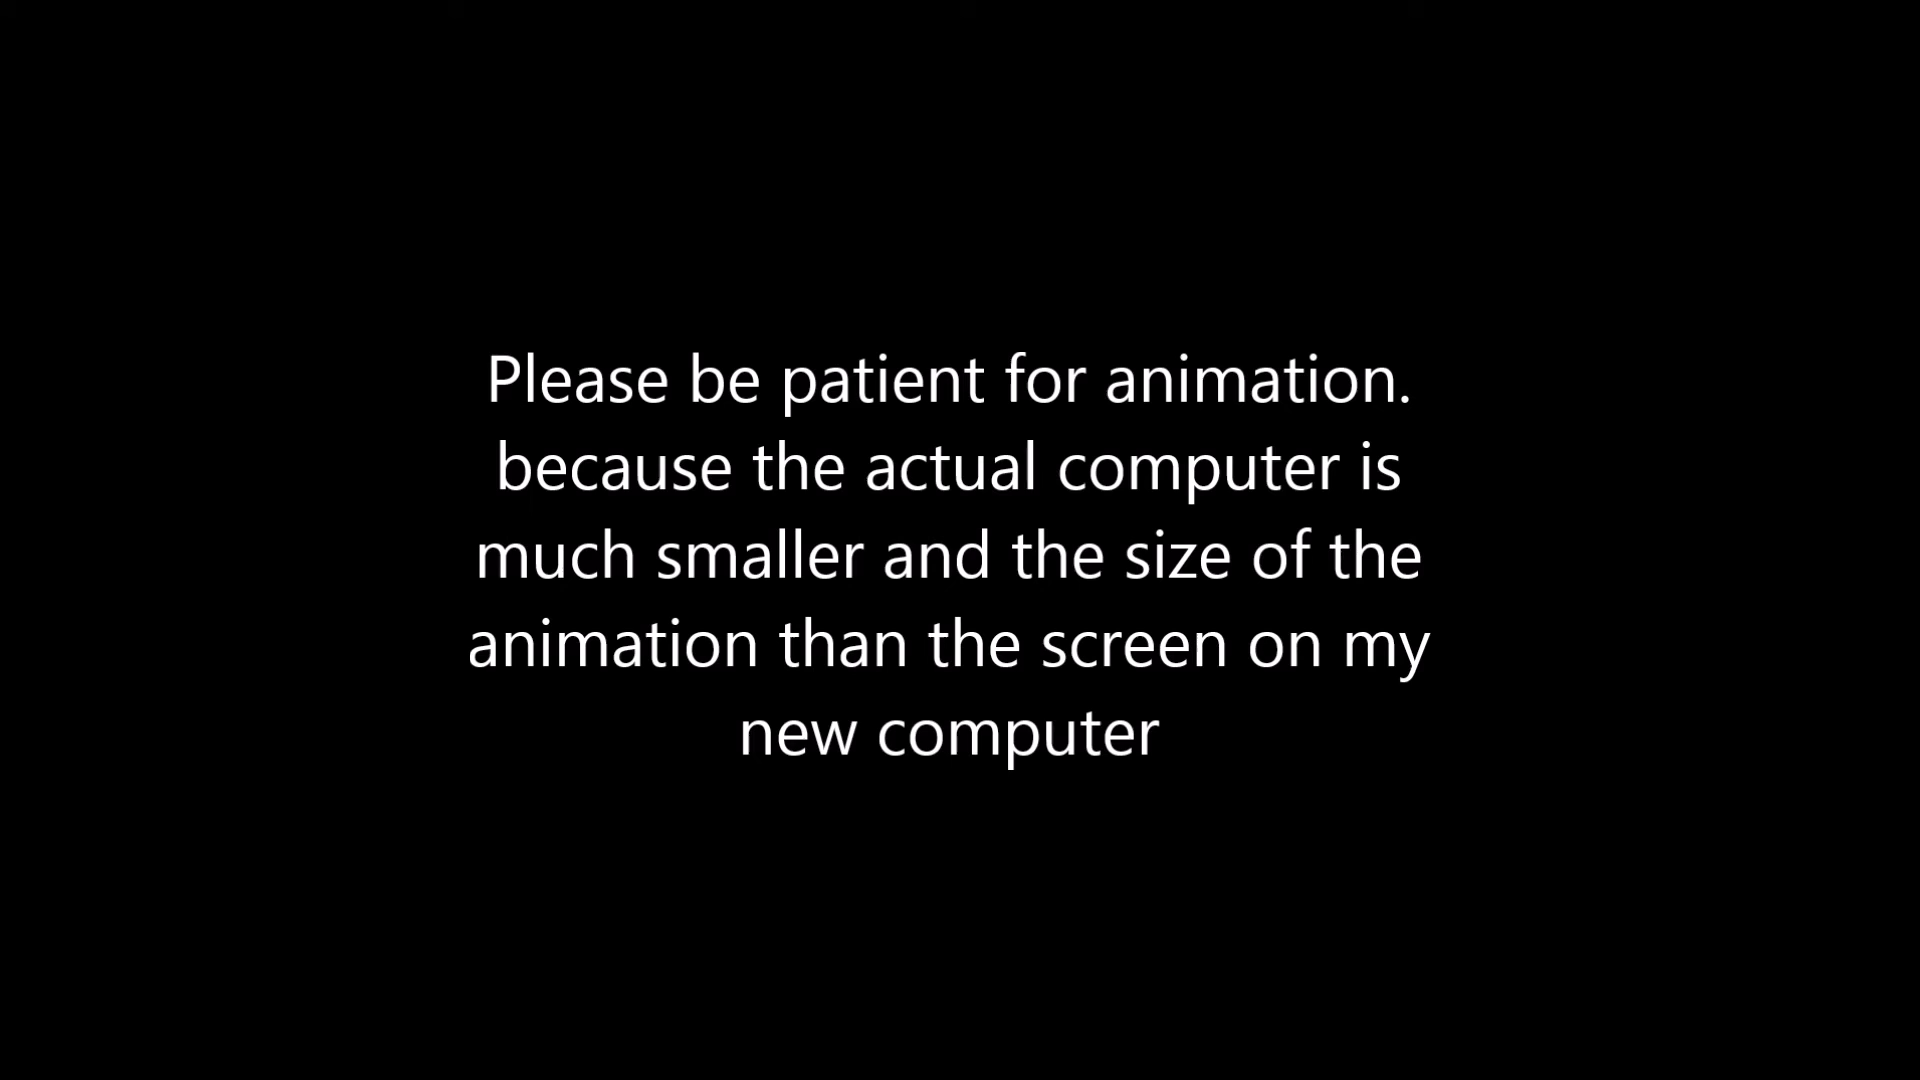 Please be patient for animation.
because the actual computer is
much smaller and the size of the
animation than the screen on my
new computer